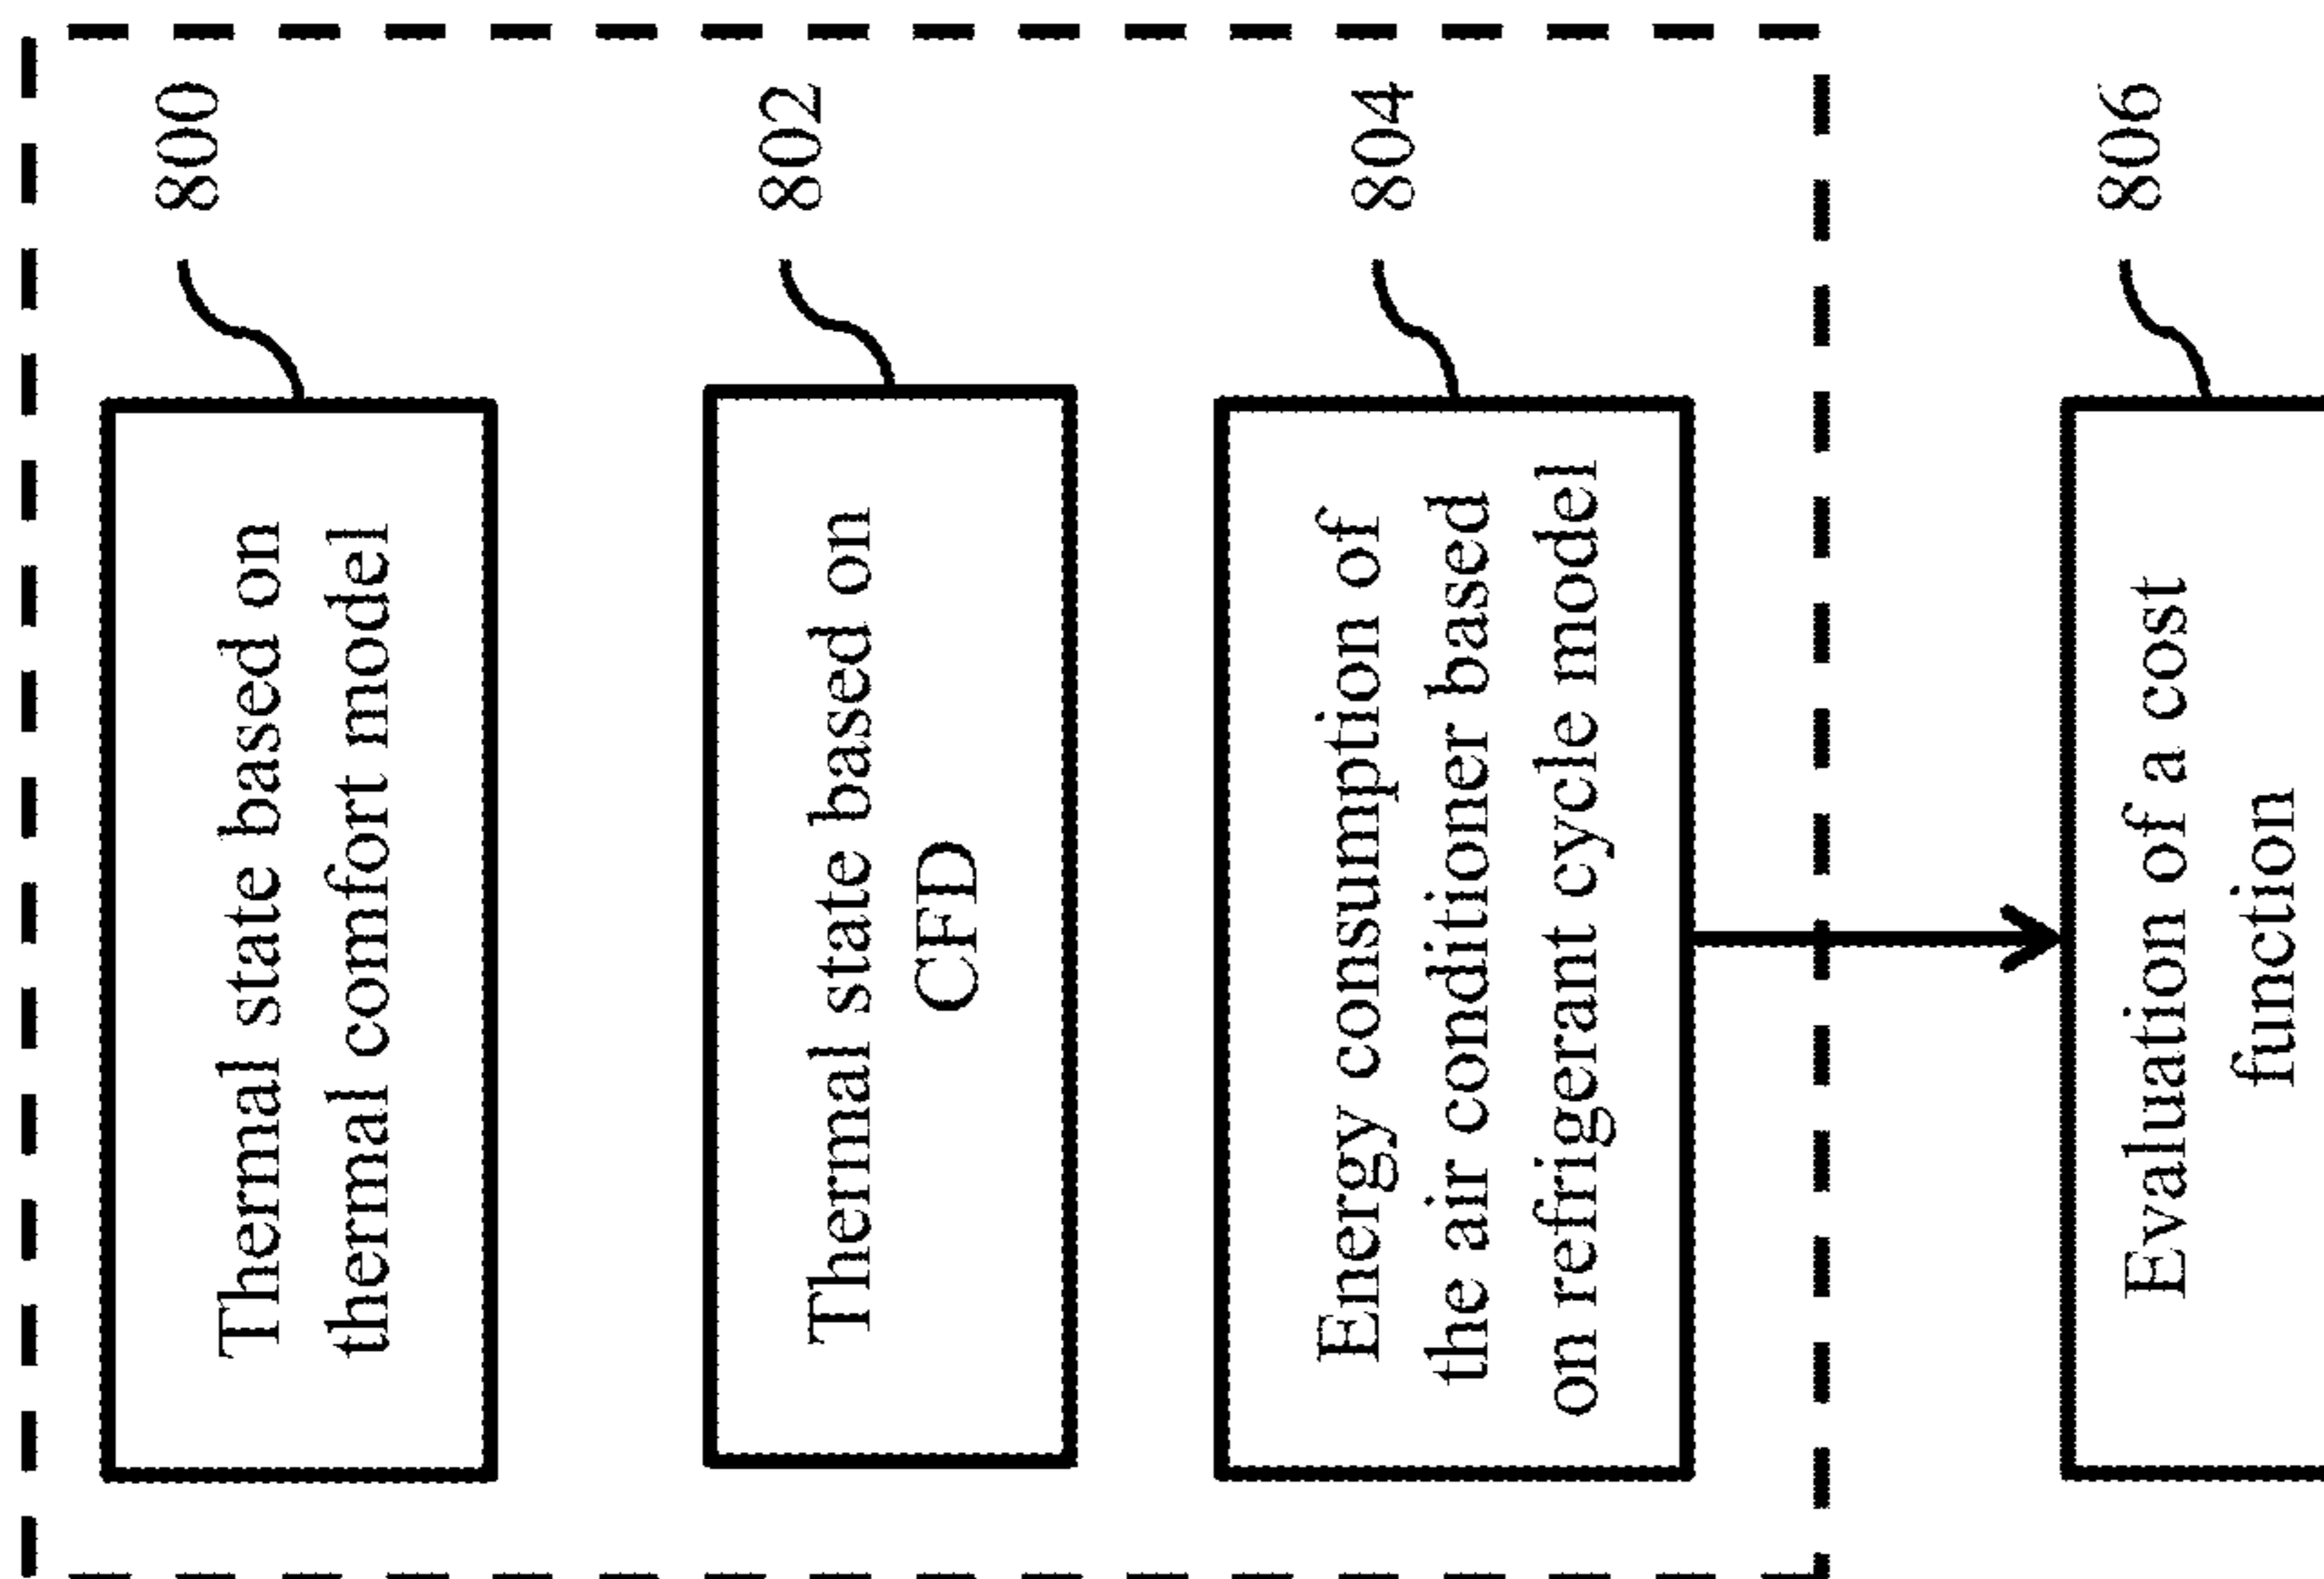 800
Thermal state based on
thermal comfort model
802
Thermal state based on
CFD
804
Energy consumption of
the air conditioner based
on refrigerant cycle model
806
Evaluation of a cost
function